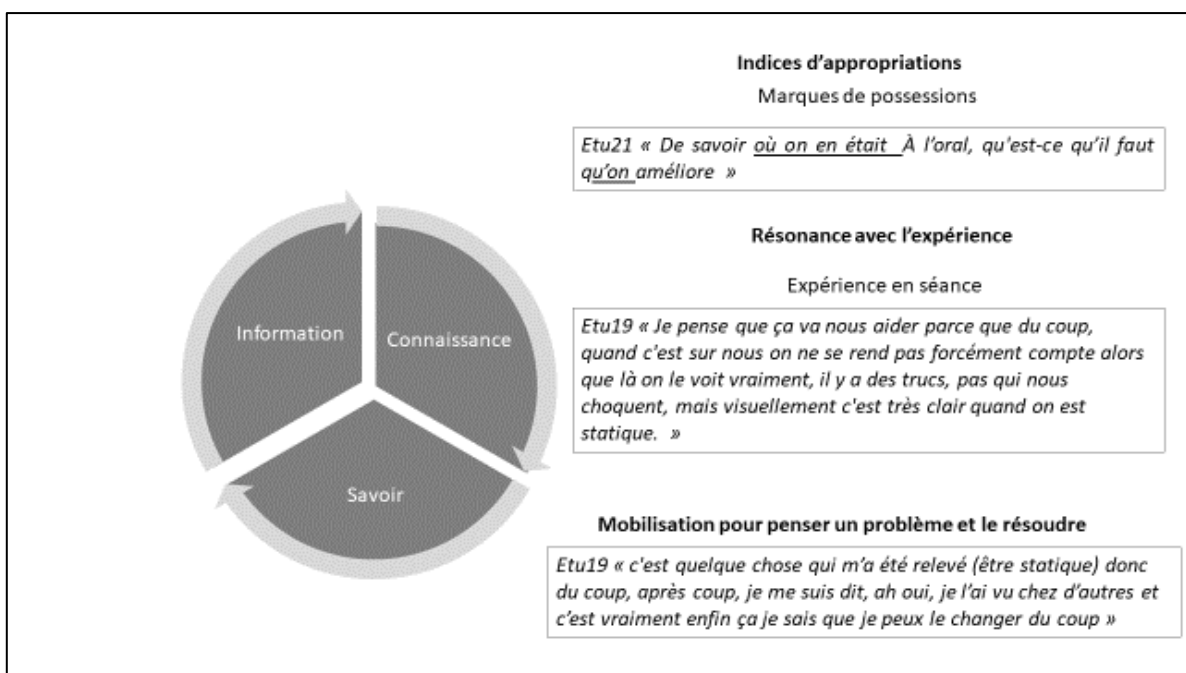 Indices d'appropriations
Marques de possessions
Etu21 « De savoir où on en était À l'oral, qu'est-ce qu'il faut
qu'on améliore »
Résonance avec l'expérience
Expérience en séance
Etu19 « Je pense que ça va nous aider parce que du coup,
quand c'est sur nous on ne se rend pas forcément compte alors
que là on le voit vraiment, il y a des trucs, pas qui nous
choquent, mais visuellement c'est très clair quand on est
statique. »
Information
Connaissance
Savoir
Mobilisation pour penser un problème et le résoudre
Etu19 « c'est quelque chose qui m'a été relevé (être statique) donc
du coup, après coup, je me suis dit, ah oui, je l'ai vu chez d'autres et
c'est vraiment enfin ça je sais que je peux le changer du coup »